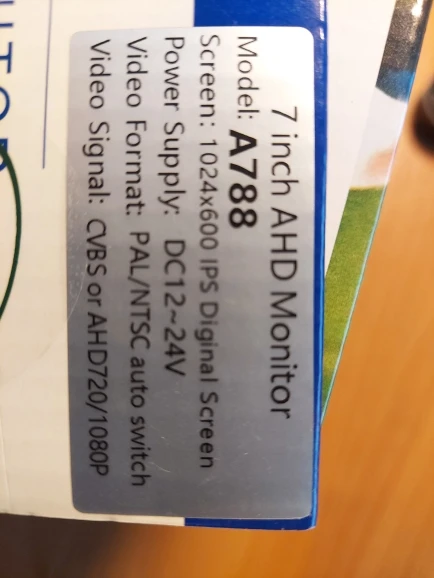 7 inch AHD Monitor
Model: A788
Screen: 1024x600 IPS Diginal Screen
Power Supply: DC12~24V
Video Format: PAL/NTSC auto switch
Video Signal: CVBS or AHD720/1080P